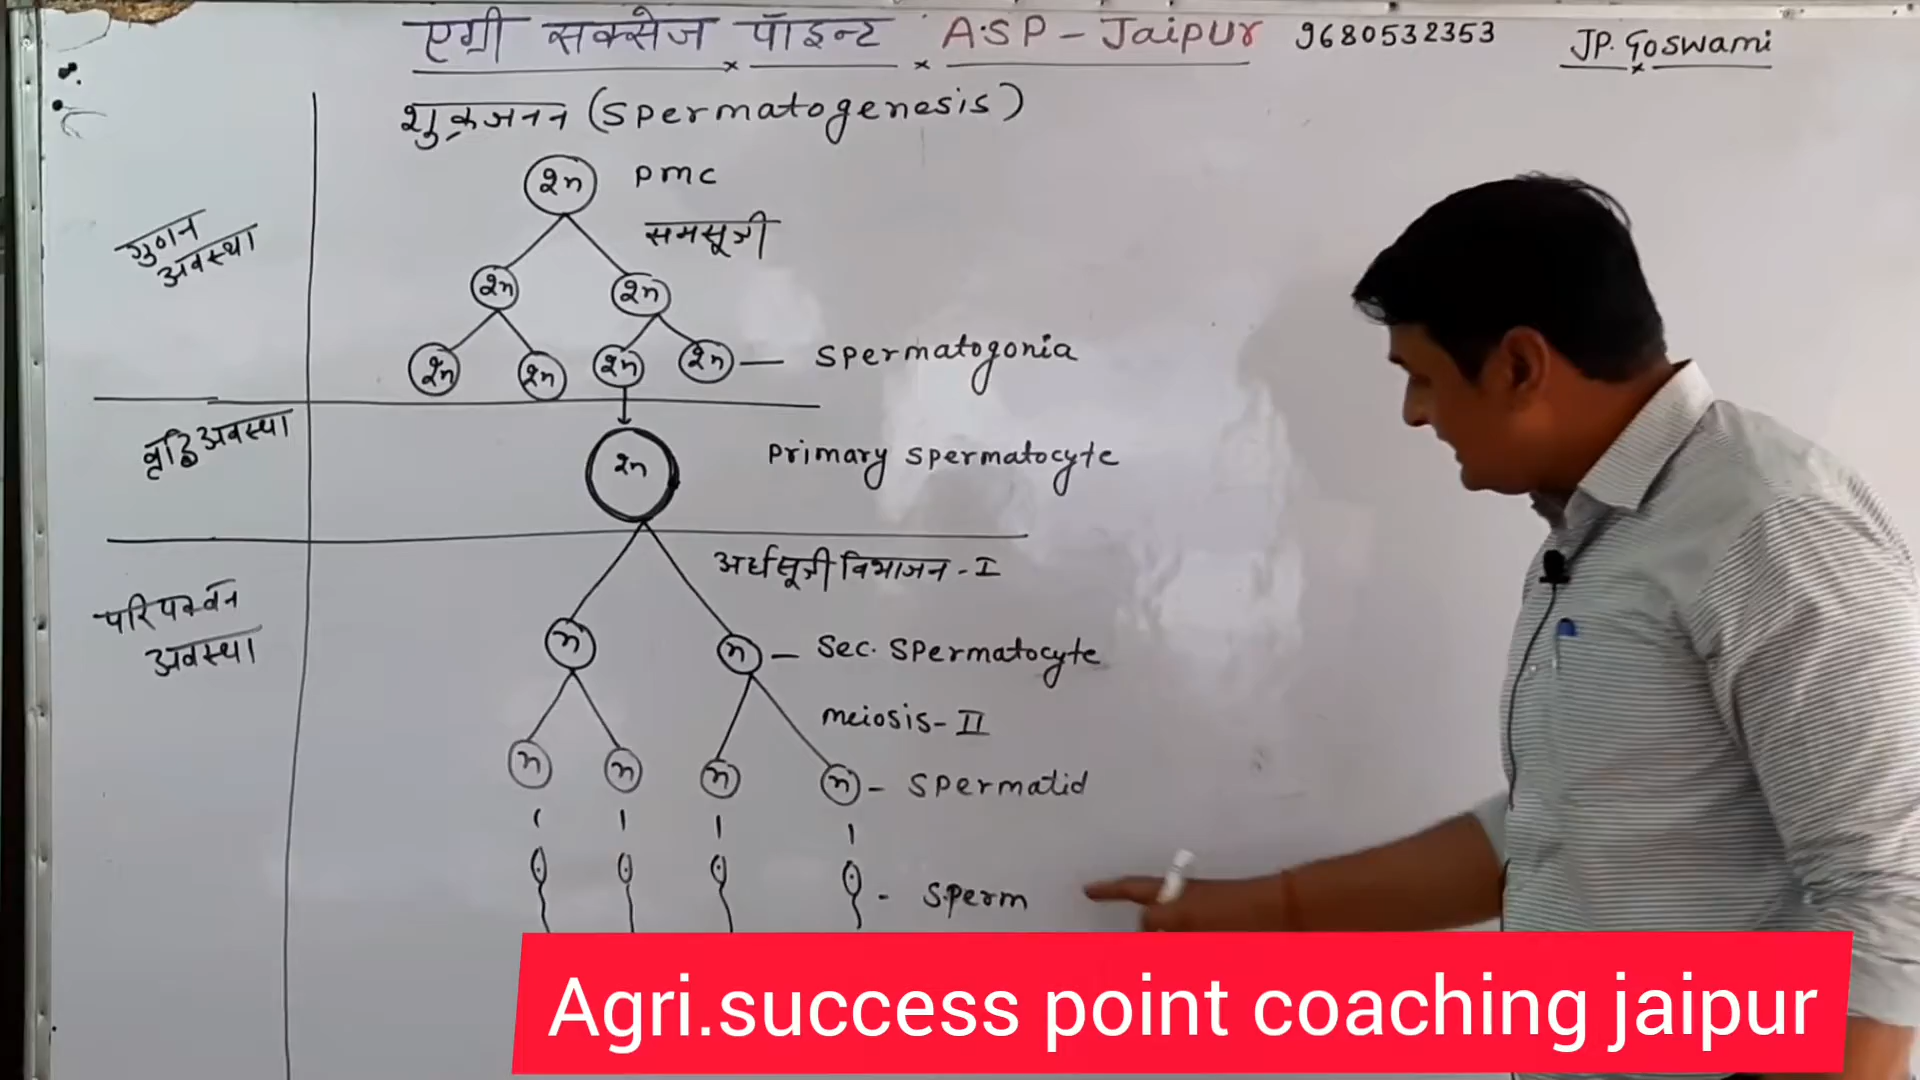 एग्री सक्सेज पॉइन्ट A.SP - Jaipur 9680532353 JP. Goswami
शुक्रजनन (Spermatogenesis)
2n PMC
समसूत्री
गुणन
अवस्था
2n 2n
2n 2n 2n 2n — Spermatogonia
वृद्धि अवस्था
2n Primary Spermatocyte
अर्धसूत्री विभाजन - I
परिपक्वन
अवस्था
n n — Sec. Spermatocyte
meiosis - II
n n n n - Spermatid
- Sperm
Agri.success point coaching jaipur